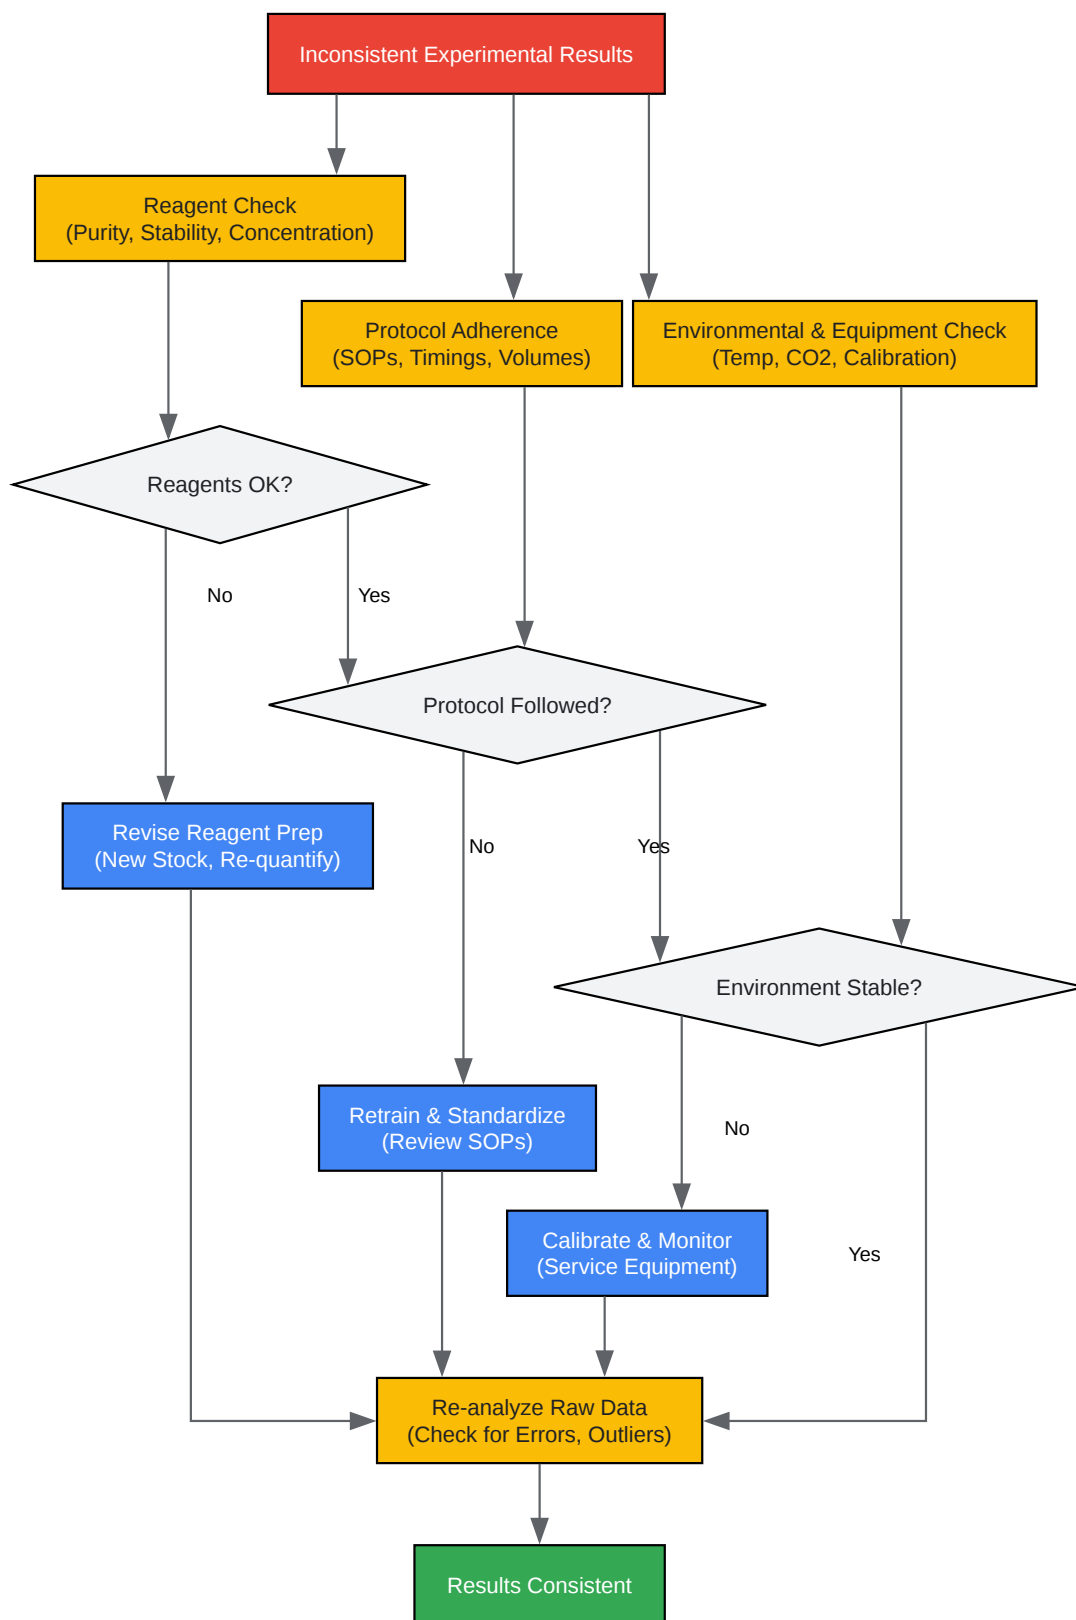 Inconsistent Experimental Results
Reagent Check
(Purity, Stability, Concentration)
Protocol Adherence
(SOPs, Timings, Volumes)
Environmental & Equipment Check
(Temp, CO2, Calibration)
Reagents OK?
No
Yes
Protocol Followed?
Revise Reagent Prep
(New Stock, Re-quantify)
No
Yes
Environment Stable?
Retrain & Standardize
(Review SOPs)
No
Calibrate & Monitor
(Service Equipment)
Yes
Re-analyze Raw Data
(Check for Errors, Outliers)
Results Consistent